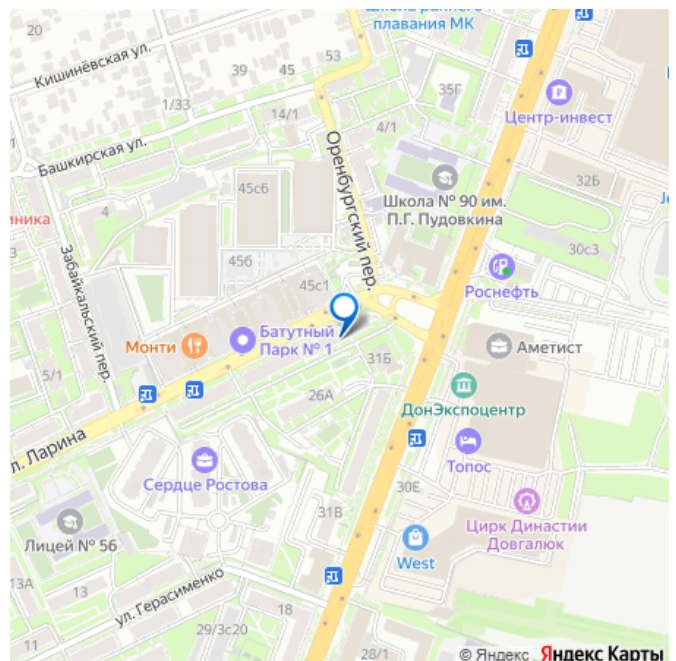 Школа раннего
плавания МК
20
Кишинёвская ул.
53
39
45
35Г
1/33
14/1
Центр-инвест
4/1
Башкирская ул.
Оренбургский пер.
45с6
Школа № 90 им.
П.Г. Пудовкина
32Б
4
иника
Забайкальский пер.
45б
45с1
30с3
Роснефть
Монти
Батутный
Парк № 1
31Б
Аметист
5/1
26А
ДонЭкспоцентр
л. Ларина
Топос
Сердце Ростова
30Е
31В
Цирк Династии
Довгалюк
Лицей № 56
West
13А
13
ул. Герасименко
18
29/3с20
11
28/1
© Яндекс Яндекс Карты